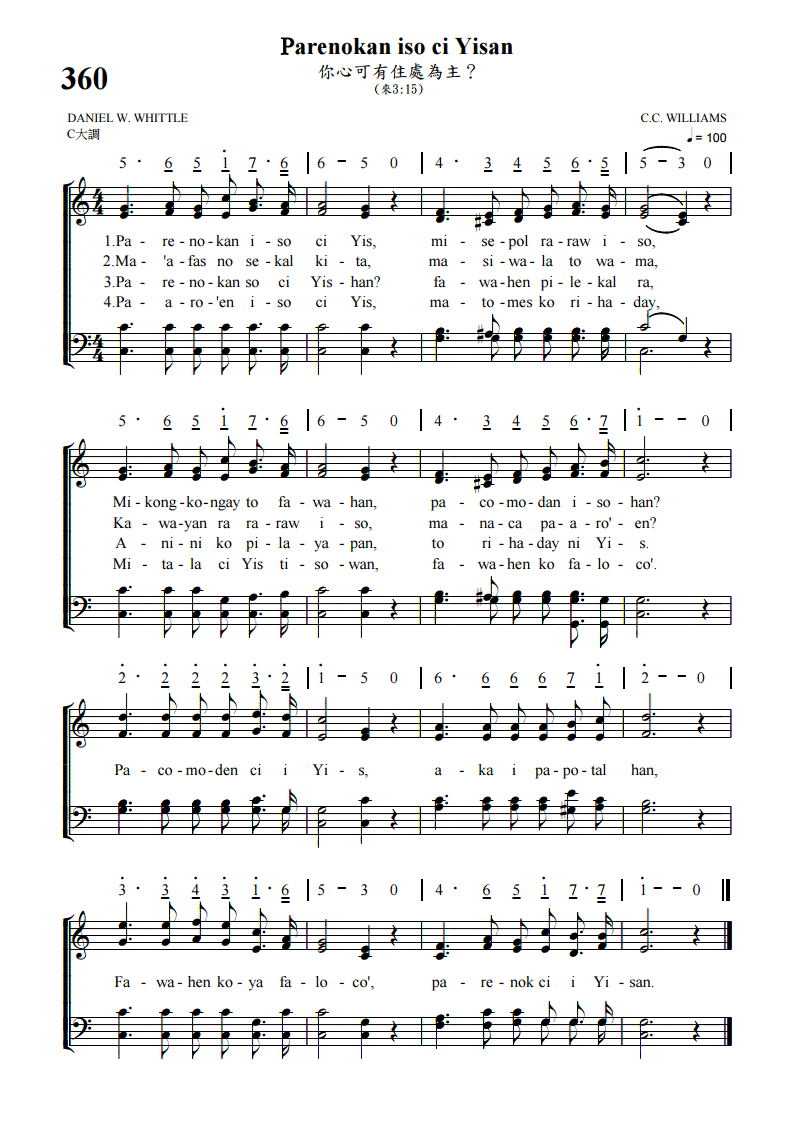 Parenokan iso ci Yisan
360
你心可有住處為主？
(來3:15)
DANIEL W. WHITTLE
C.C. WILLIAMS
C大調
♩= 100
5 · 6 5 1 7 · 6 | 6 - 5 0 | 4 · 3 4 5 6 · 5 | 5 - 3 0 |
1.Pa - re - no-kan i - so ci Yis, mi - se-pol ra-raw i - so,
2.Ma - 'a-fas no se-kal ki - ta, ma - si-wa-la to wa-ma,
3.Pa - re - no-kan so ci Yis-han? fa - wa-hen pi-le-kal ra,
4.Pa - a - ro-'en i - so ci Yis, ma - to-mes ko ri-ha-day,
5 · 6 5 1 7 · 6 | 6 - 5 0 | 4 · 3 4 5 6 · 7 | 1 - - 0 |
Mi-kong-ko-ngay to fa-wa-han, pa - co-mo-dan i - so-han?
Ka - wa-yan ra ra-raw i - so, ma - na-ca pa-a-ro'- en?
A - ni-ni ko pi-la-ya-pan, to ri-ha-day ni Yi - s.
Mi - ta - la ci Yis ti-so-wan, fa - wa-hen ko fa-lo-co'.
2 · 2 2 2 3 · 2 | 1 - 5 0 | 6 · 6 6 6 7 1 | 2 - - 0 |
Pa - co-mo-den ci i Yi - s, a - ka i pa-po-tal han,
3 · 3 4 3 1 · 6 | 5 - 3 0 | 4 · 6 5 1 7 · 7 | 1 - - 0 ||
Fa - wa-hen ko-ya fa-lo-co', pa - re-nok ci i Yi-san.